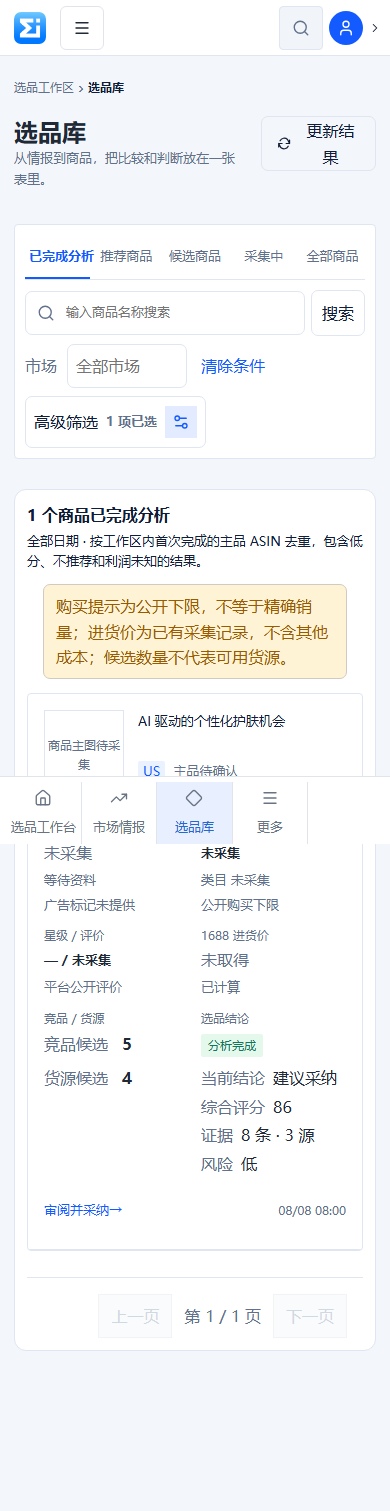 选品工作区 > 选品库
选品库
从情报到商品，把比较和判断放在一张
表里。
更新结
果
已完成分析 推荐商品 候选商品 采集中 全部商品
输入商品名称搜索
搜索
市场 全部市场 清除条件
高级筛选 1 项已选
1 个商品已完成分析
全部日期 · 按工作区内首次完成的主品 ASIN 去重，包含低
分、不推荐和利润未知的结果。
购买提示为公开下限，不等于精确销
量；进货价为已有采集记录，不含其他
成本；候选数量不代表可用货源。
商品主图待采
集
AI 驱动的个性化护肤机会
US 主品待确认
选品工作台 市场情报 选品库 更多
未采集
等待资料
广告标记未提供
未采集
类目 未采集
公开购买下限
星级 / 评价
— / 未采集
平台公开评价
1688 进货价
未取得
已计算
竞品 / 货源
竞品候选 5
货源候选 4
选品结论
分析完成
当前结论 建议采纳
综合评分 86
证据 8 条 · 3 源
风险 低
审阅并采纳→
08/08 08:00
上一页 第 1 / 1 页 下一页